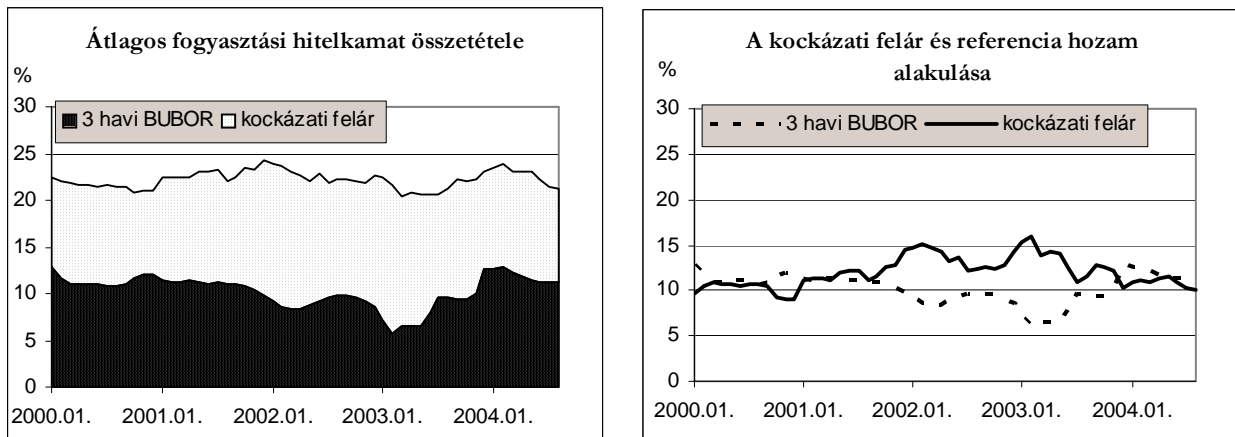 Átlagos fogyasztási hitelkamat összetétele
%
30
25
20
15
10
5
0
3 havi BUBOR kockázati felár
2000.01. 2001.01. 2002.01. 2003.01. 2004.01.
A kockázati felár és referencia hozam
alakulása
%
30
25
20
15
10
5
0
3 havi BUBOR kockázati felár
2000.01. 2001.01. 2002.01. 2003.01. 2004.01.